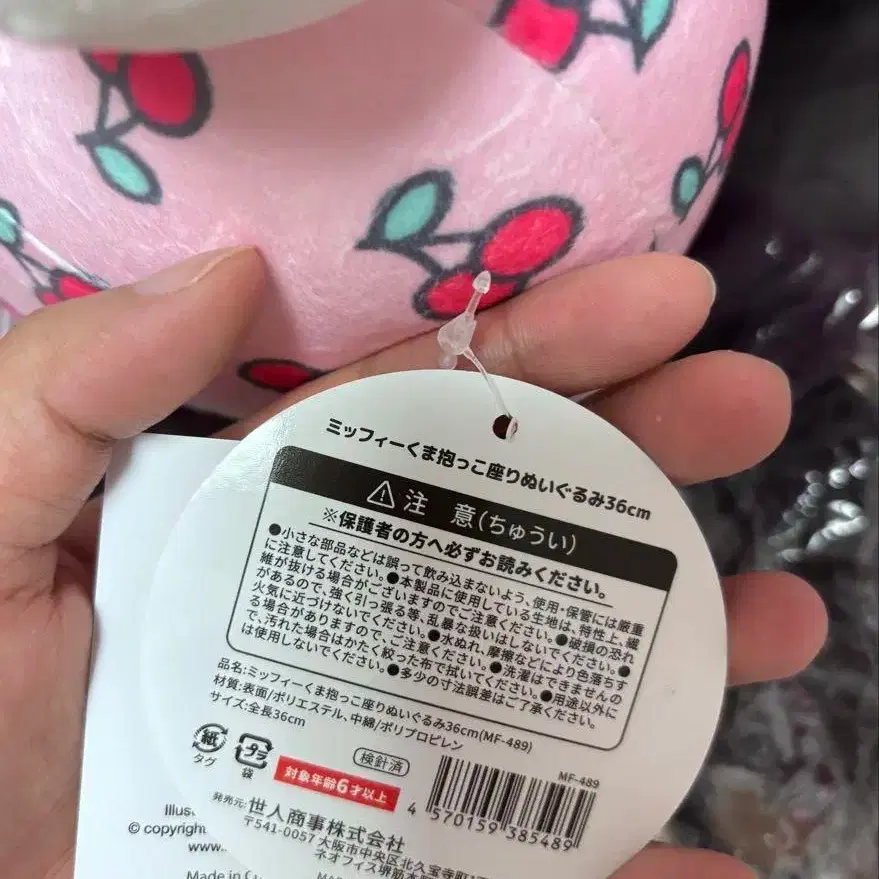 ミッフィーくま抱っこ座りぬいぐるみ36cm
注 意(ちゅうい)
※保護者の方へ必ずお読みください。
●小さな部品などは誤って飲み込まないよう、使用・保管には厳重
に注意してください。●本製品に使用している生地は、特性上、繊
維が抜ける場合がございますのでご注意ください。●破損の恐れ
があるので、強く引っ張る等、乱暴な扱いはしないでください。●
火気に近づけないでください。●水ぬれ、摩擦などにより色落ちす
る場合がありますので、ご注意ください。●洗濯はできませんの
で、汚れた場合はかたく絞った布で拭いてください。●用途以外に
は使用しないでください。●多少の寸法誤差はご了承ください。
品名:ミッフィーくま抱っこ座りぬいぐるみ36cm(MF-489)
材質:表面/ポリエステル、中綿/ポリプロピレン
サイズ:全長36cm
紙
タグ
プラ
袋
検針済
対象年齢6才以上
MF-489
4 570159 385489
発売元:世人商事株式会社
〒541-0057 大阪市中央区北久宝寺町
ネオフィス堺筋本町
© copyright
www.
Made in